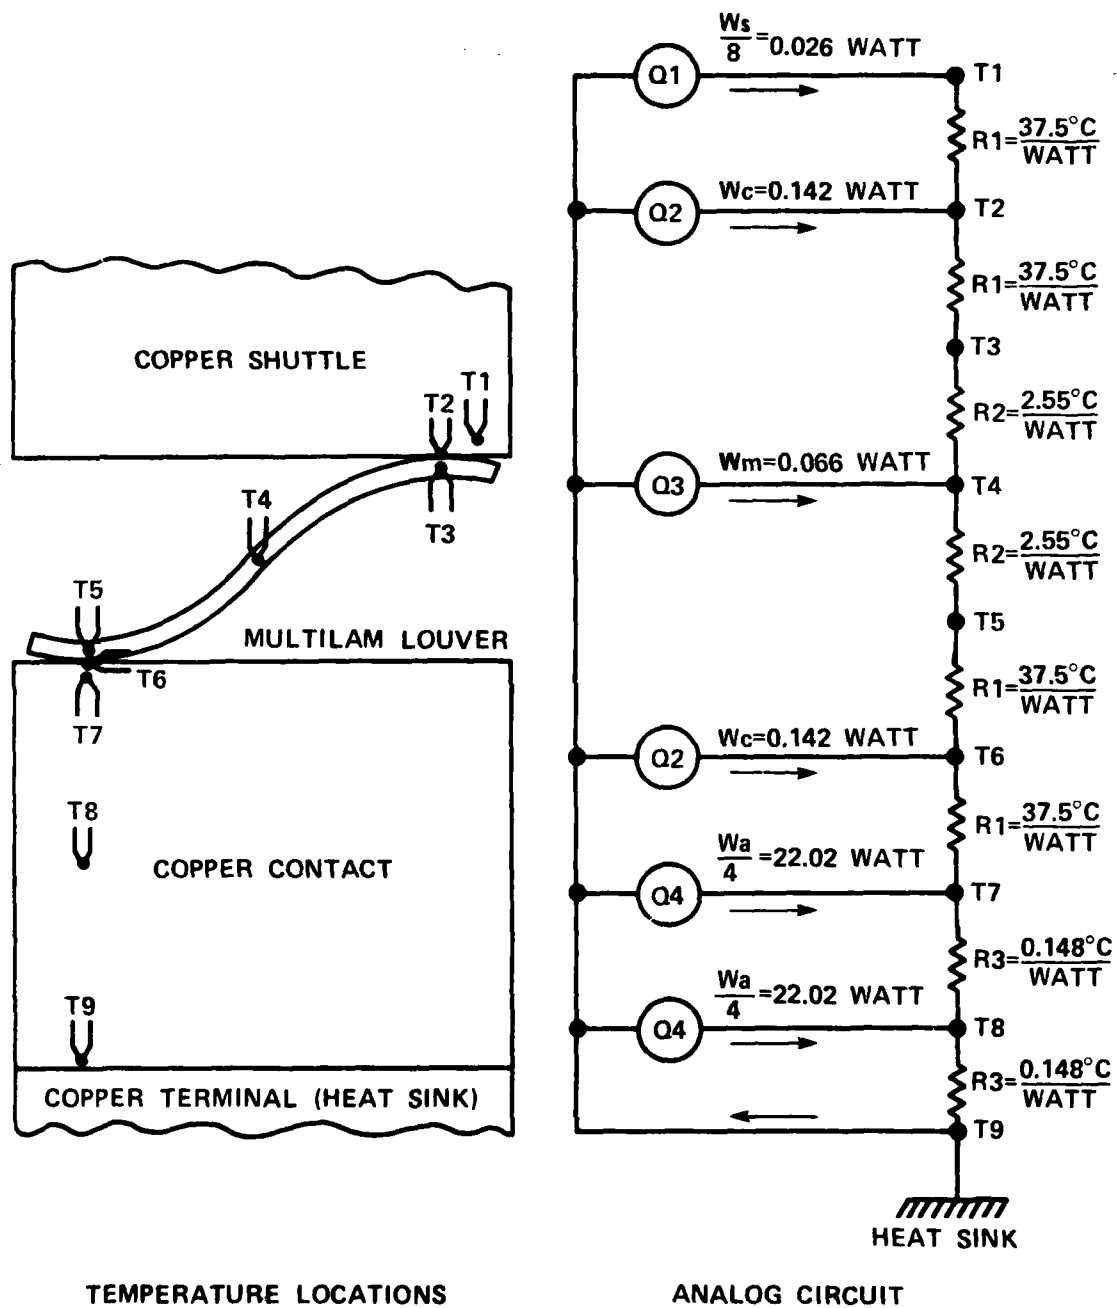 COPPER SHUTTLE
T1
T2
T3
T4
T5
MULTILAM LOUVER
T6
T7
T8
COPPER CONTACT
T9
COPPER TERMINAL (HEAT SINK)
TEMPERATURE LOCATIONS
Ws/8=0.026 WATT
Q1
T1
R1=37.5°C/WATT
Wc=0.142 WATT
Q2
T2
R1=37.5°C/WATT
T3
R2=2.55°C/WATT
Wm=0.066 WATT
Q3
T4
R2=2.55°C/WATT
T5
R1=37.5°C/WATT
Wc=0.142 WATT
Q2
T6
R1=37.5°C/WATT
Wa/4=22.02 WATT
Q4
T7
R3=0.148°C/WATT
Wa/4=22.02 WATT
Q4
T8
R3=0.148°C/WATT
T9
HEAT SINK
ANALOG CIRCUIT